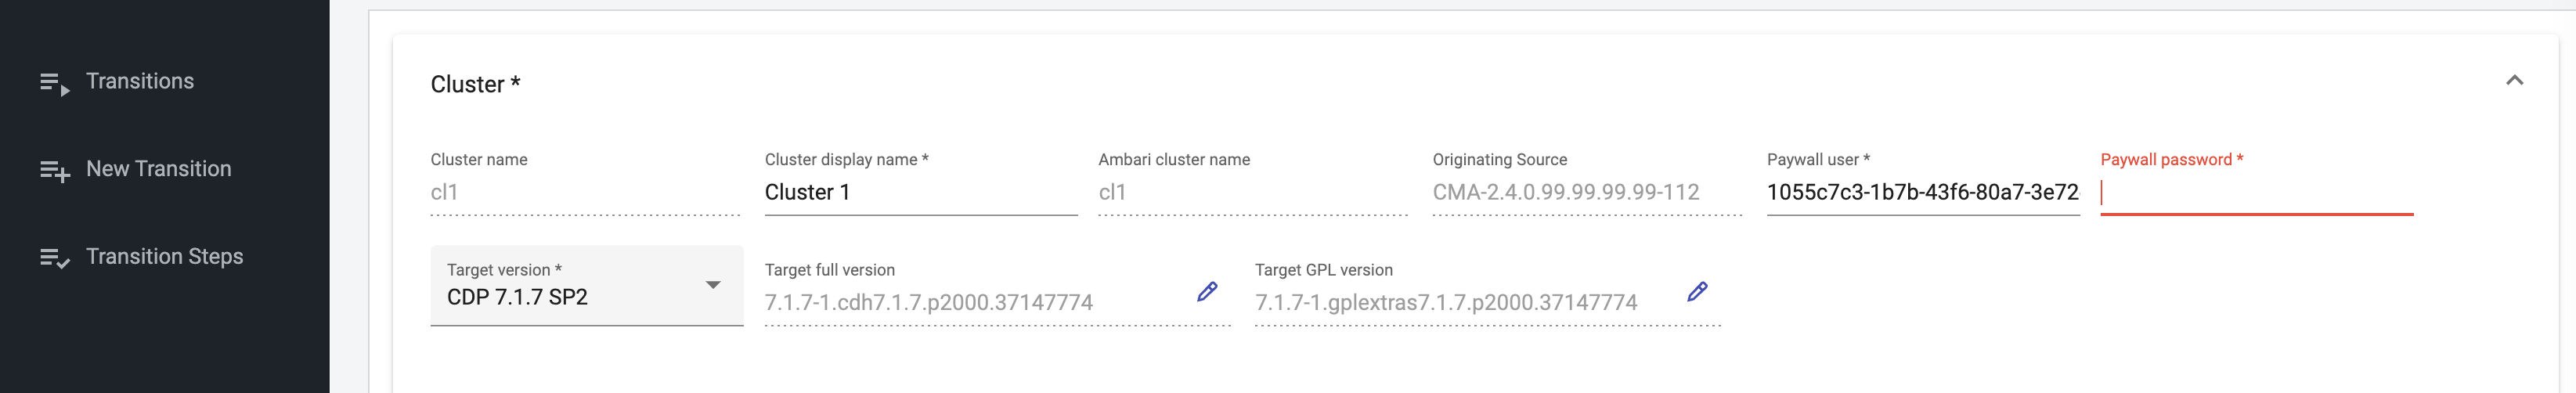 Transitions
New Transition
Transition Steps
Cluster *
Cluster name
cl1
Cluster display name *
Cluster 1
Ambari cluster name
cl1
Originating Source
CMA-2.4.0.99.99.99.99-112
Paywall user *
1055c7c3-1b7b-43f6-80a7-3e72
Paywall password *
Target version *
CDP 7.1.7 SP2
Target full version
7.1.7-1.cdh7.1.7.p2000.37147774
Target GPL version
7.1.7-1.gplextras7.1.7.p2000.37147774